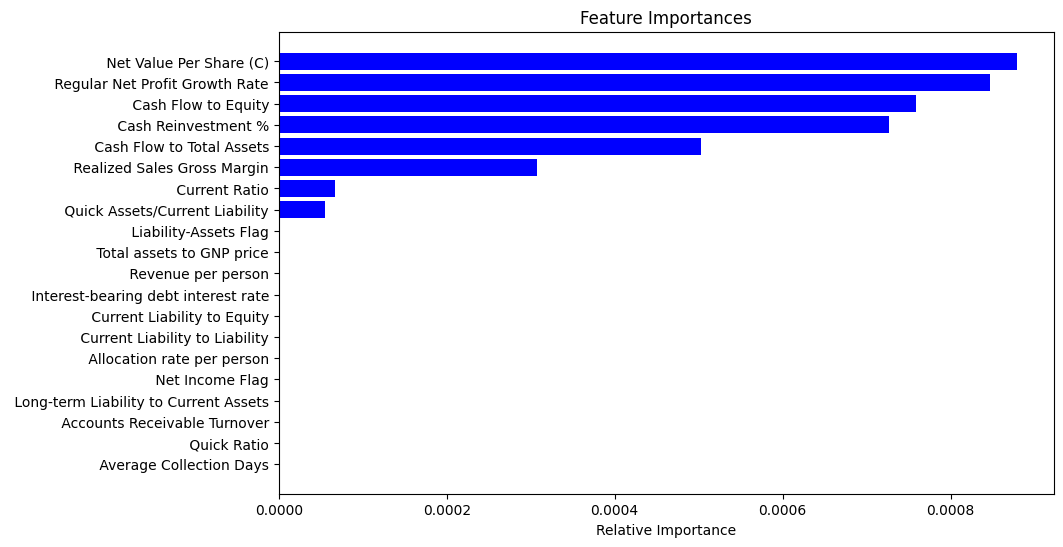 Feature Importances
Net Value Per Share (C)
Regular Net Profit Growth Rate
Cash Flow to Equity
Cash Reinvestment %
Cash Flow to Total Assets
Realized Sales Gross Margin
Current Ratio
Quick Assets/Current Liability
Liability-Assets Flag
Total assets to GNP price
Revenue per person
Interest-bearing debt interest rate
Current Liability to Equity
Current Liability to Liability
Allocation rate per person
Net Income Flag
Long-term Liability to Current Assets
Accounts Receivable Turnover
Quick Ratio
Average Collection Days
0.0000 0.0002 0.0004 0.0006 0.0008
Relative Importance